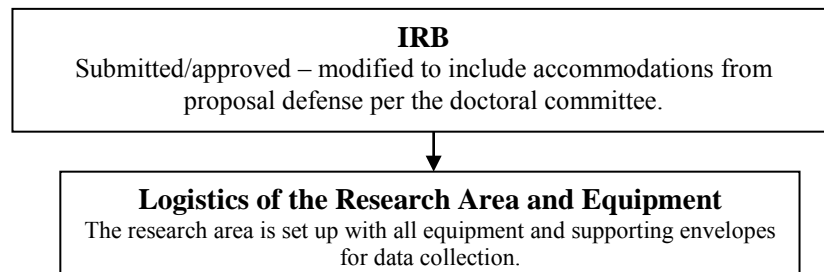 IRB
Submitted/approved – modified to include accommodations from
proposal defense per the doctoral committee.
Logistics of the Research Area and Equipment
The research area is set up with all equipment and supporting envelopes
for data collection.